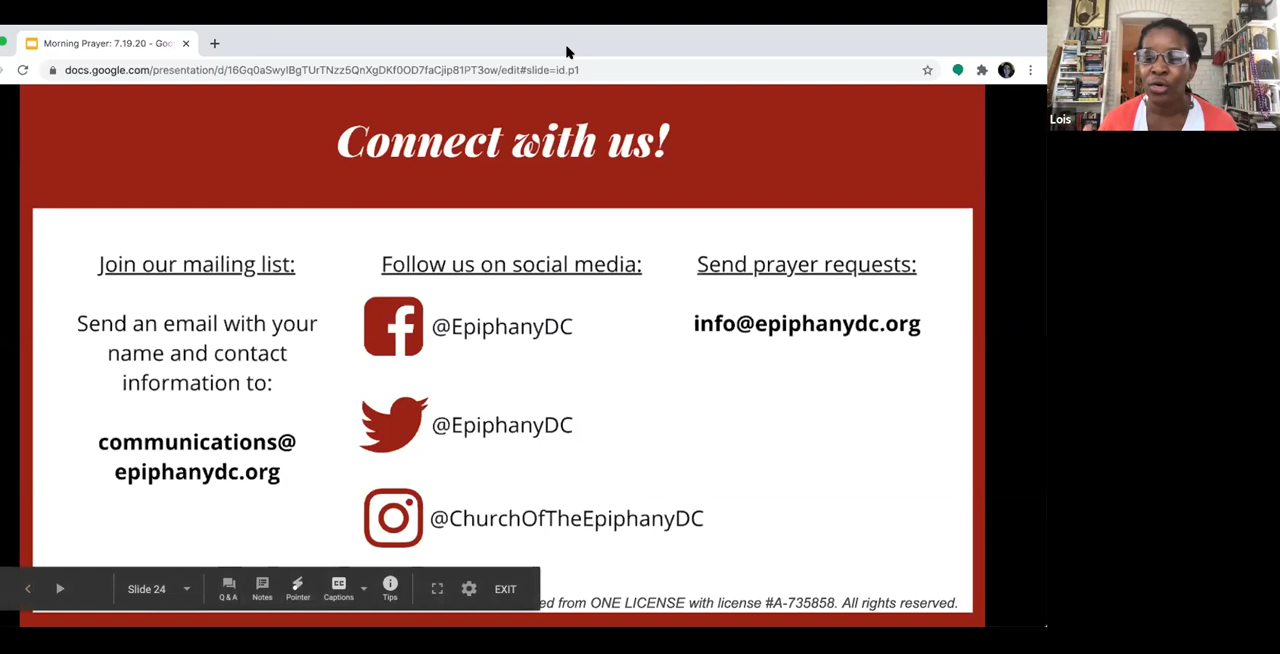 Morning Prayer: 7.19.20 - Goo
docs.google.com/presentation/d/16Gq0aSwyIBgTUrTNzz5QnXgDKf0OD7faCjip81PT3ow/edit#slide=id.p1
Lois
Connect with us!
Join our mailing list:
Send an email with your
name and contact
information to:
communications@
epiphanydc.org
Follow us on social media:
@EpiphanyDC
@EpiphanyDC
@ChurchOfTheEpiphanyDC
Send prayer requests:
info@epiphanydc.org
Slide 24
Q & A
Notes
Pointer
Captions
Tips
EXIT
ed from ONE LICENSE with license #A-735858. All rights reserved.